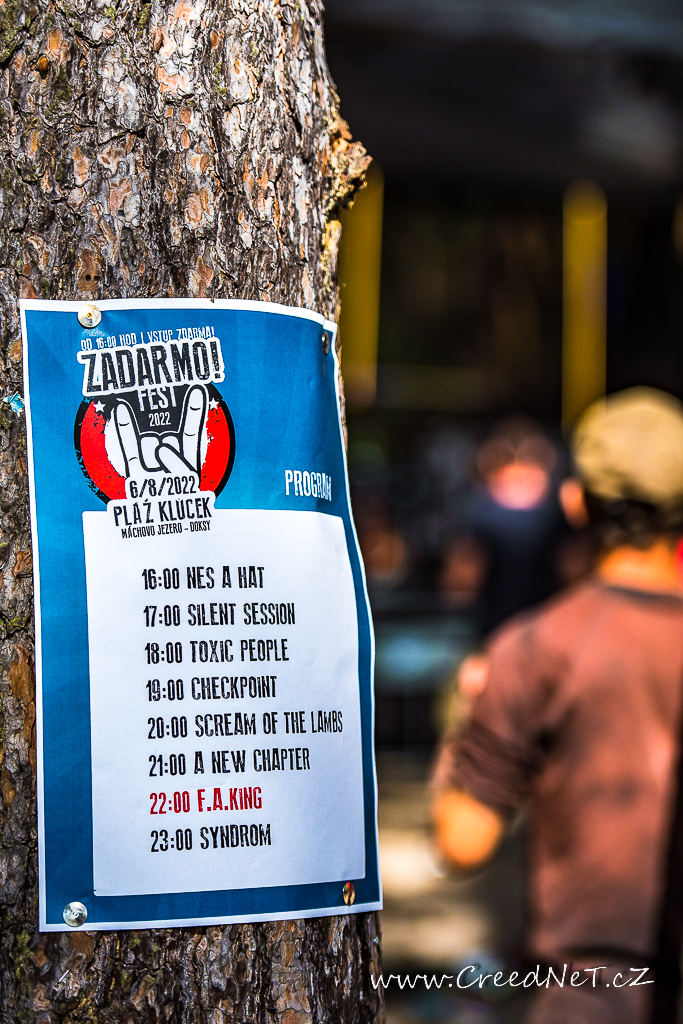 OD 16:00 HOD | VSTUP ZDARMA!
ZADARMO!
FEST
2022
6/8/2022
PLÁŽ KLŮČEK
MÁCHOVO JEZERO - DOKSY
PROGRAM
16:00 NES A HAT
17:00 SILENT SESSION
18:00 TOXIC PEOPLE
19:00 CHECKPOINT
20:00 SCREAM OF THE LAMBS
21:00 A NEW CHAPTER
22:00 F.A.KING
23:00 SYNDROM
www.CreedNet.cz